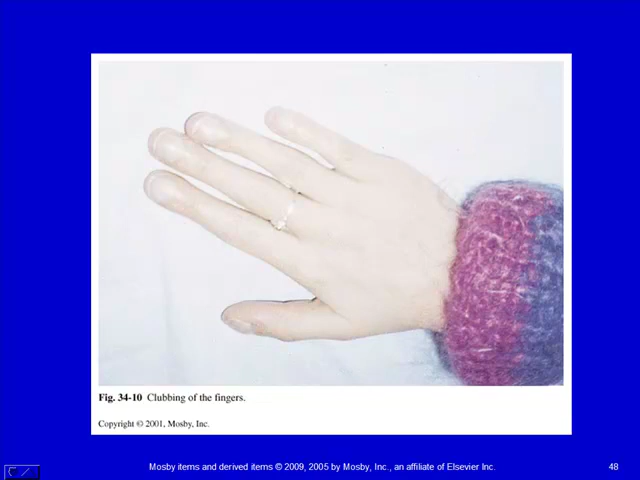 Fig. 34-10 Clubbing of the fingers.
Copyright © 2001, Mosby, Inc.
Mosby items and derived items © 2009, 2005 by Mosby, Inc., an affiliate of Elsevier Inc.
48